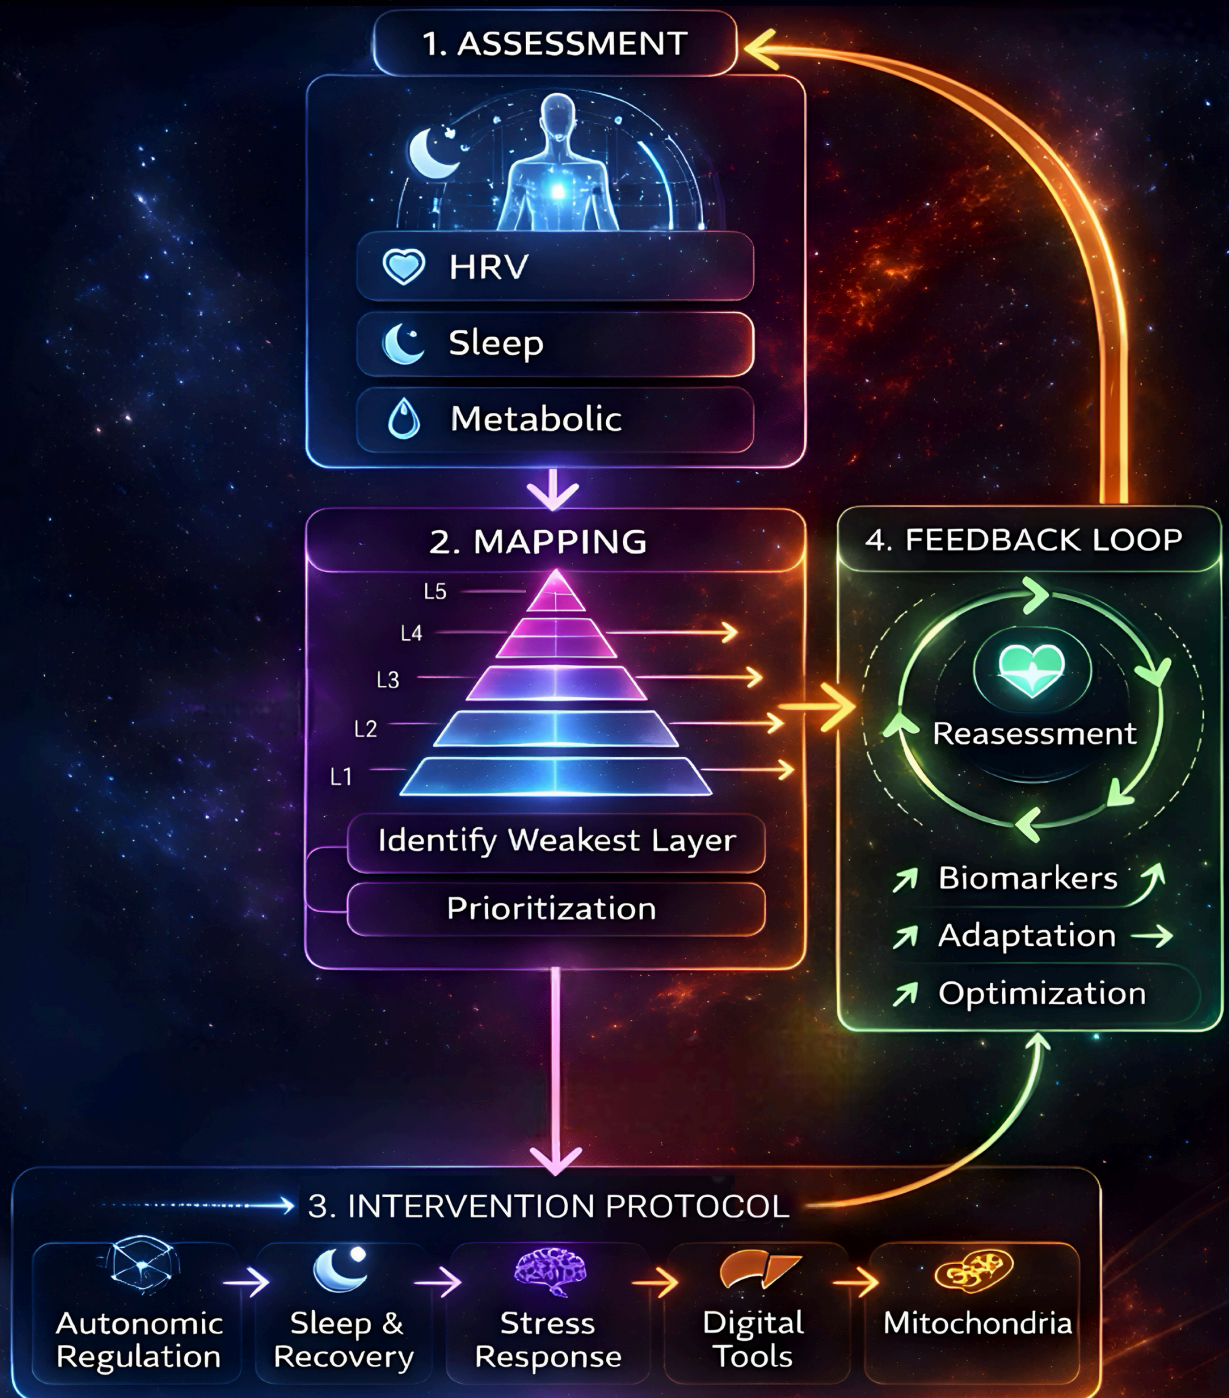 1. ASSESSMENT
HRV
Sleep
Metabolic
2. MAPPING
L5
L4
L3
L2
L1
Identify Weakest Layer
Prioritization
4. FEEDBACK LOOP
Reasessment
Biomarkers
Adaptation
Optimization
3. INTERVENTION PROTOCOL
Autonomic
Regulation
Sleep &
Recovery
Stress
Response
Digital
Tools
Mitochondria